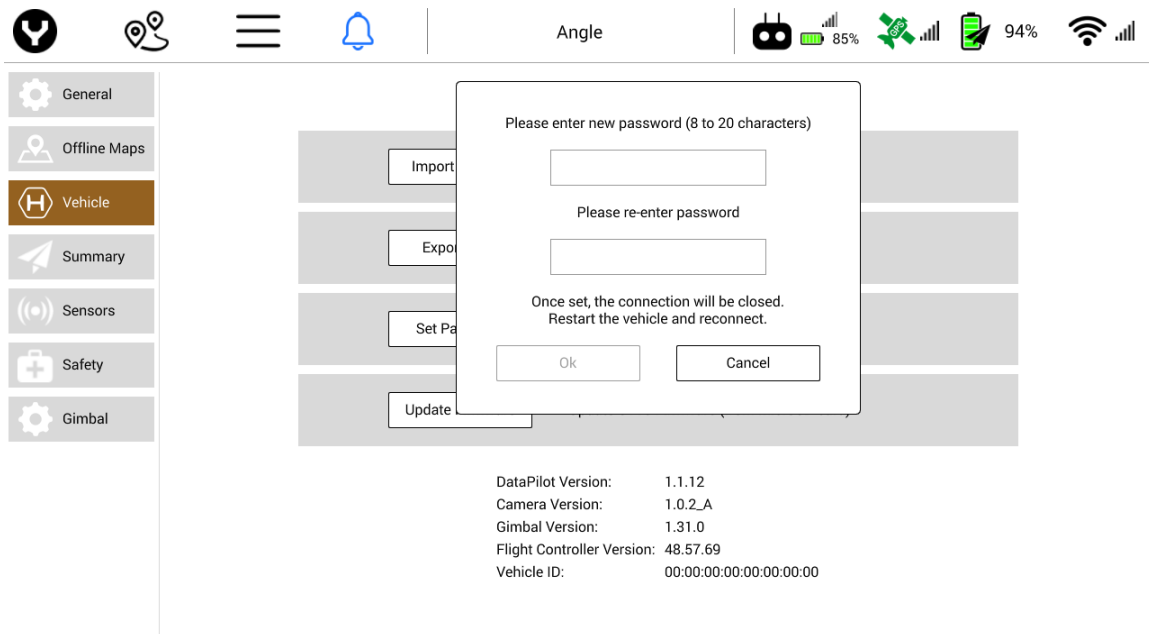 Angle
85%
GPS
94%
General
Offline Maps
Vehicle
Summary
Sensors
Safety
Gimbal
Import
Set
Update
Please enter new password (8 to 20 characters)
Please re-enter password
Once set, the connection will be closed.
Restart the vehicle and reconnect.
Ok
Cancel
DataPilot Version: 1.1.12
Camera Version: 1.0.2_A
Gimbal Version: 1.31.0
Flight Controller Version: 48.57.69
Vehicle ID: 00:00:00:00:00:00:00:00